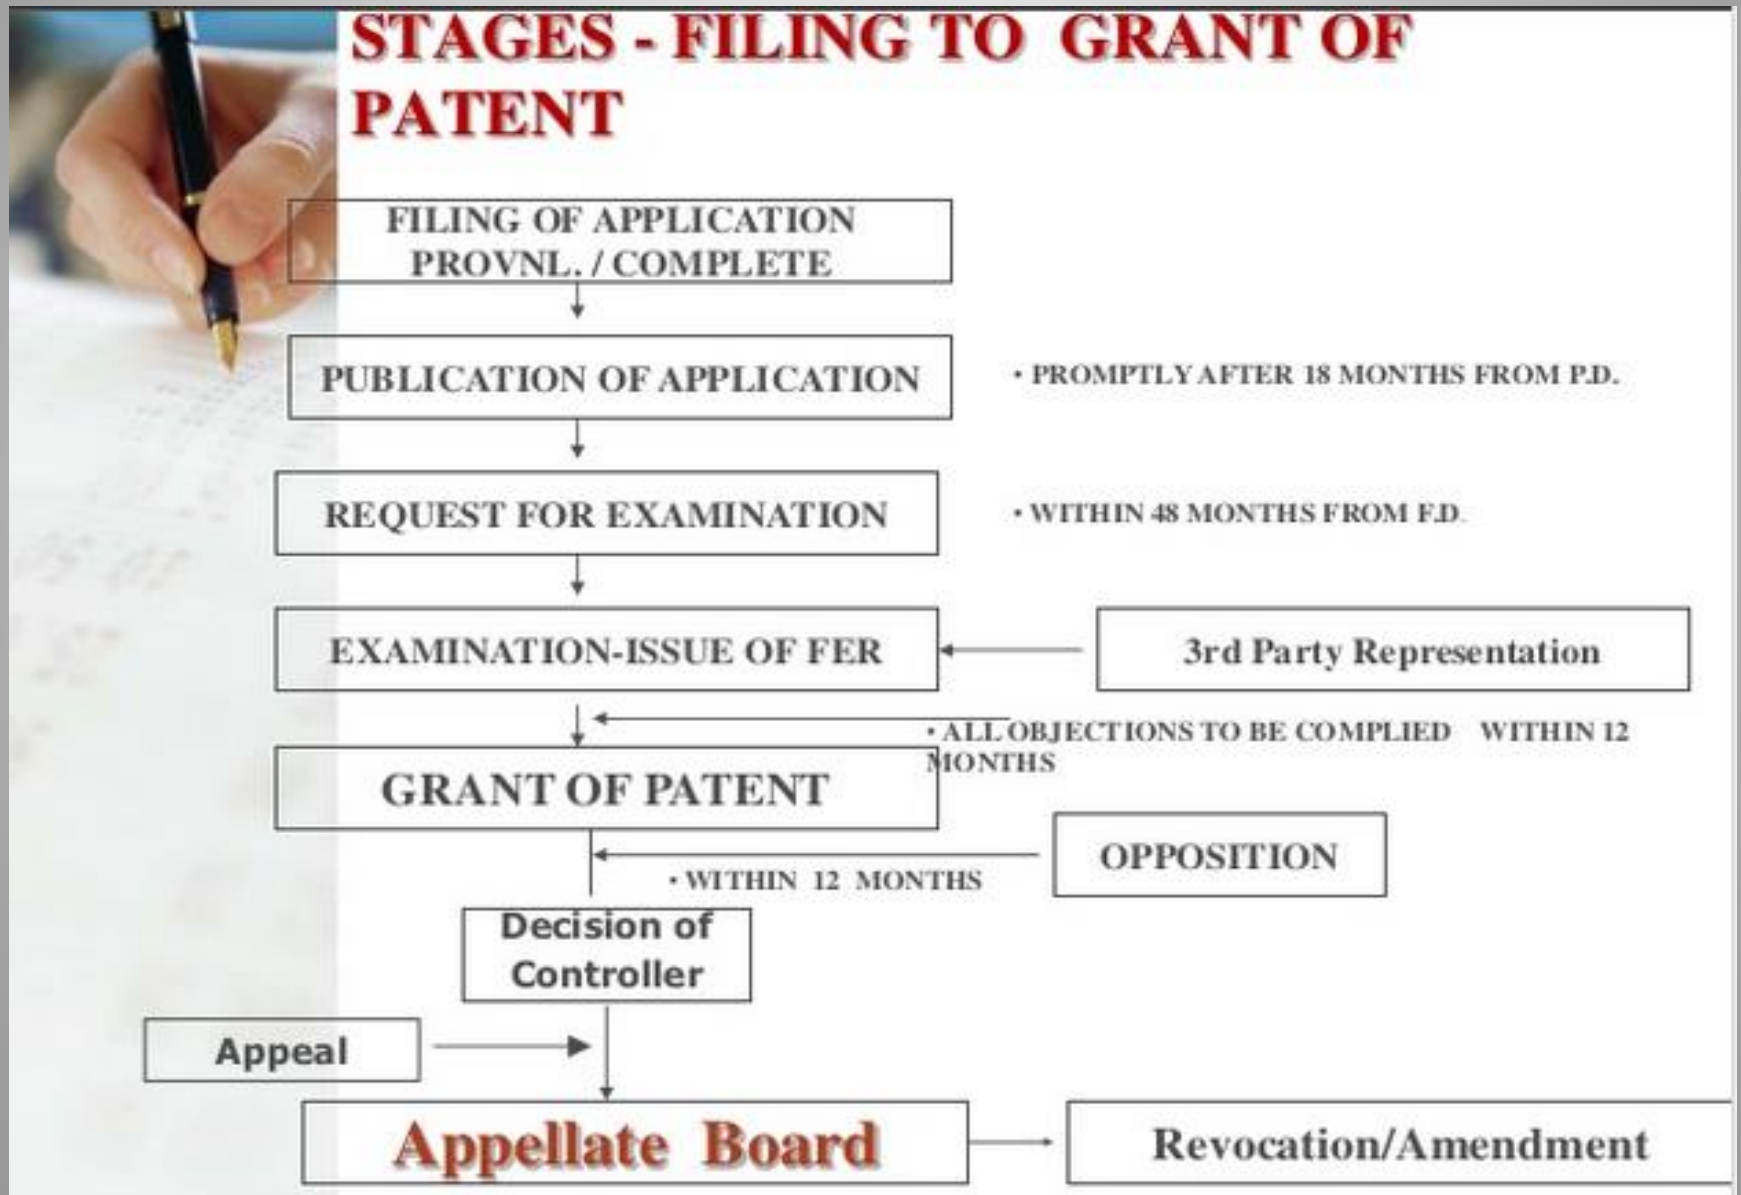 STAGES - FILING TO GRANT OF
PATENT
FILING OF APPLICATION
PROVNL. / COMPLETE
PUBLICATION OF APPLICATION
• PROMPTLY AFTER 18 MONTHS FROM P.D.
REQUEST FOR EXAMINATION
• WITHIN 48 MONTHS FROM F.D.
EXAMINATION-ISSUE OF FER
3rd Party Representation
• ALL OBJECTIONS TO BE COMPLIED WITHIN 12
MONTHS
GRANT OF PATENT
OPPOSITION
• WITHIN 12 MONTHS
Decision of
Controller
Appeal
Appellate Board
Revocation/Amendment